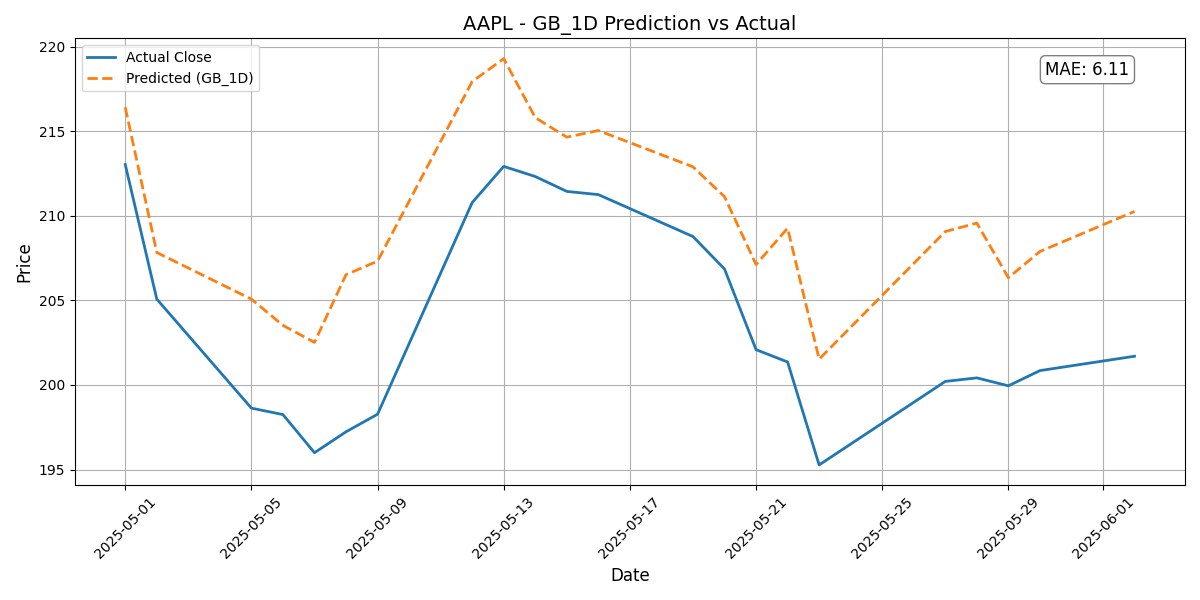 AAPL - GB_1D Prediction vs Actual
Actual Close
Predicted (GB_1D)
MAE: 6.11
Price
220
215
210
205
200
195
2025-05-01
2025-05-05
2025-05-09
2025-05-13
2025-05-17
2025-05-21
2025-05-25
2025-05-29
2025-06-01
Date